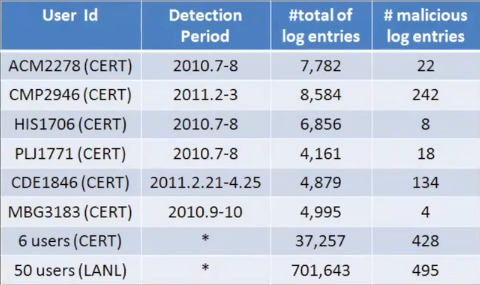 User Id Detection Period #total of log entries # malicious log entries
ACM2278 (CERT) 2010.7-8 7,782 22
CMP2946 (CERT) 2011.2-3 8,584 242
HIS1706 (CERT) 2010.7-8 6,856 8
PLJ1771 (CERT) 2010.7-8 4,161 18
CDE1846 (CERT) 2011.2.21-4.25 4,879 134
MBG3183 (CERT) 2010.9-10 4,995 4
6 users (CERT) * 37,257 428
50 users (LANL) * 701,643 495